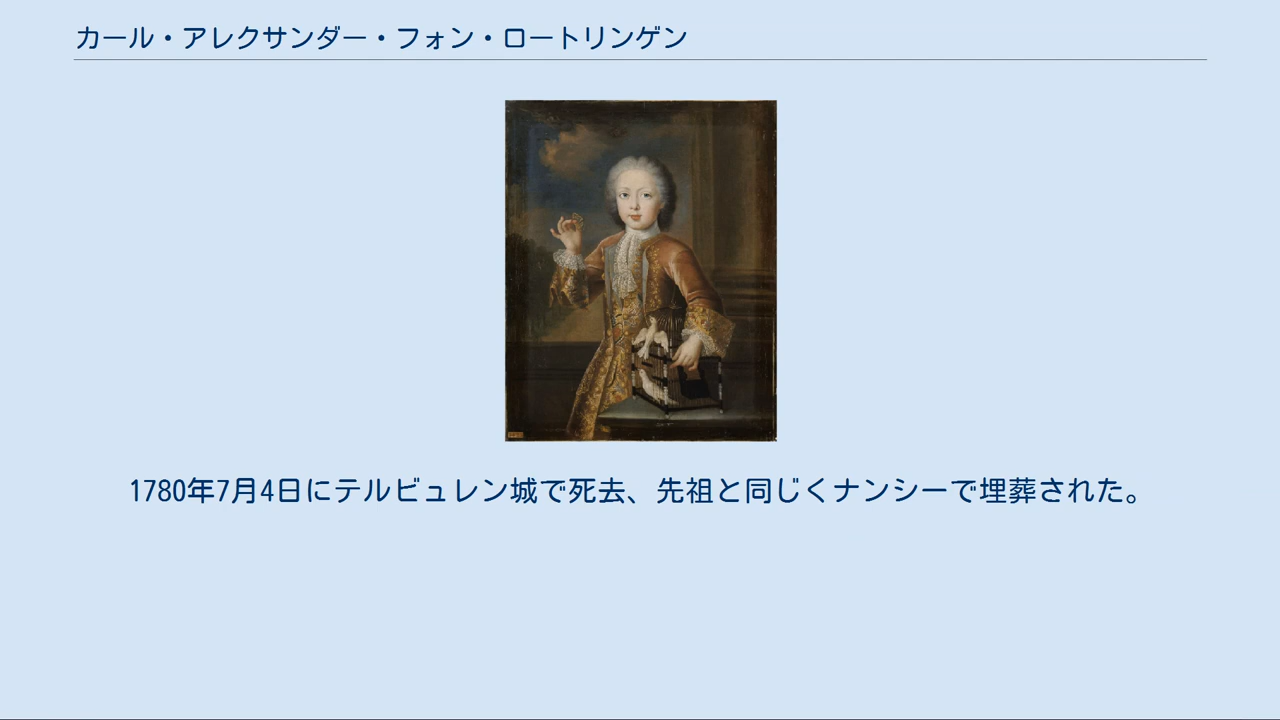 カール・アレクサンダー・フォン・ロートリンゲン
1780年7月4日にテルビュレン城で死去、先祖と同じくナンシーで埋葬された。